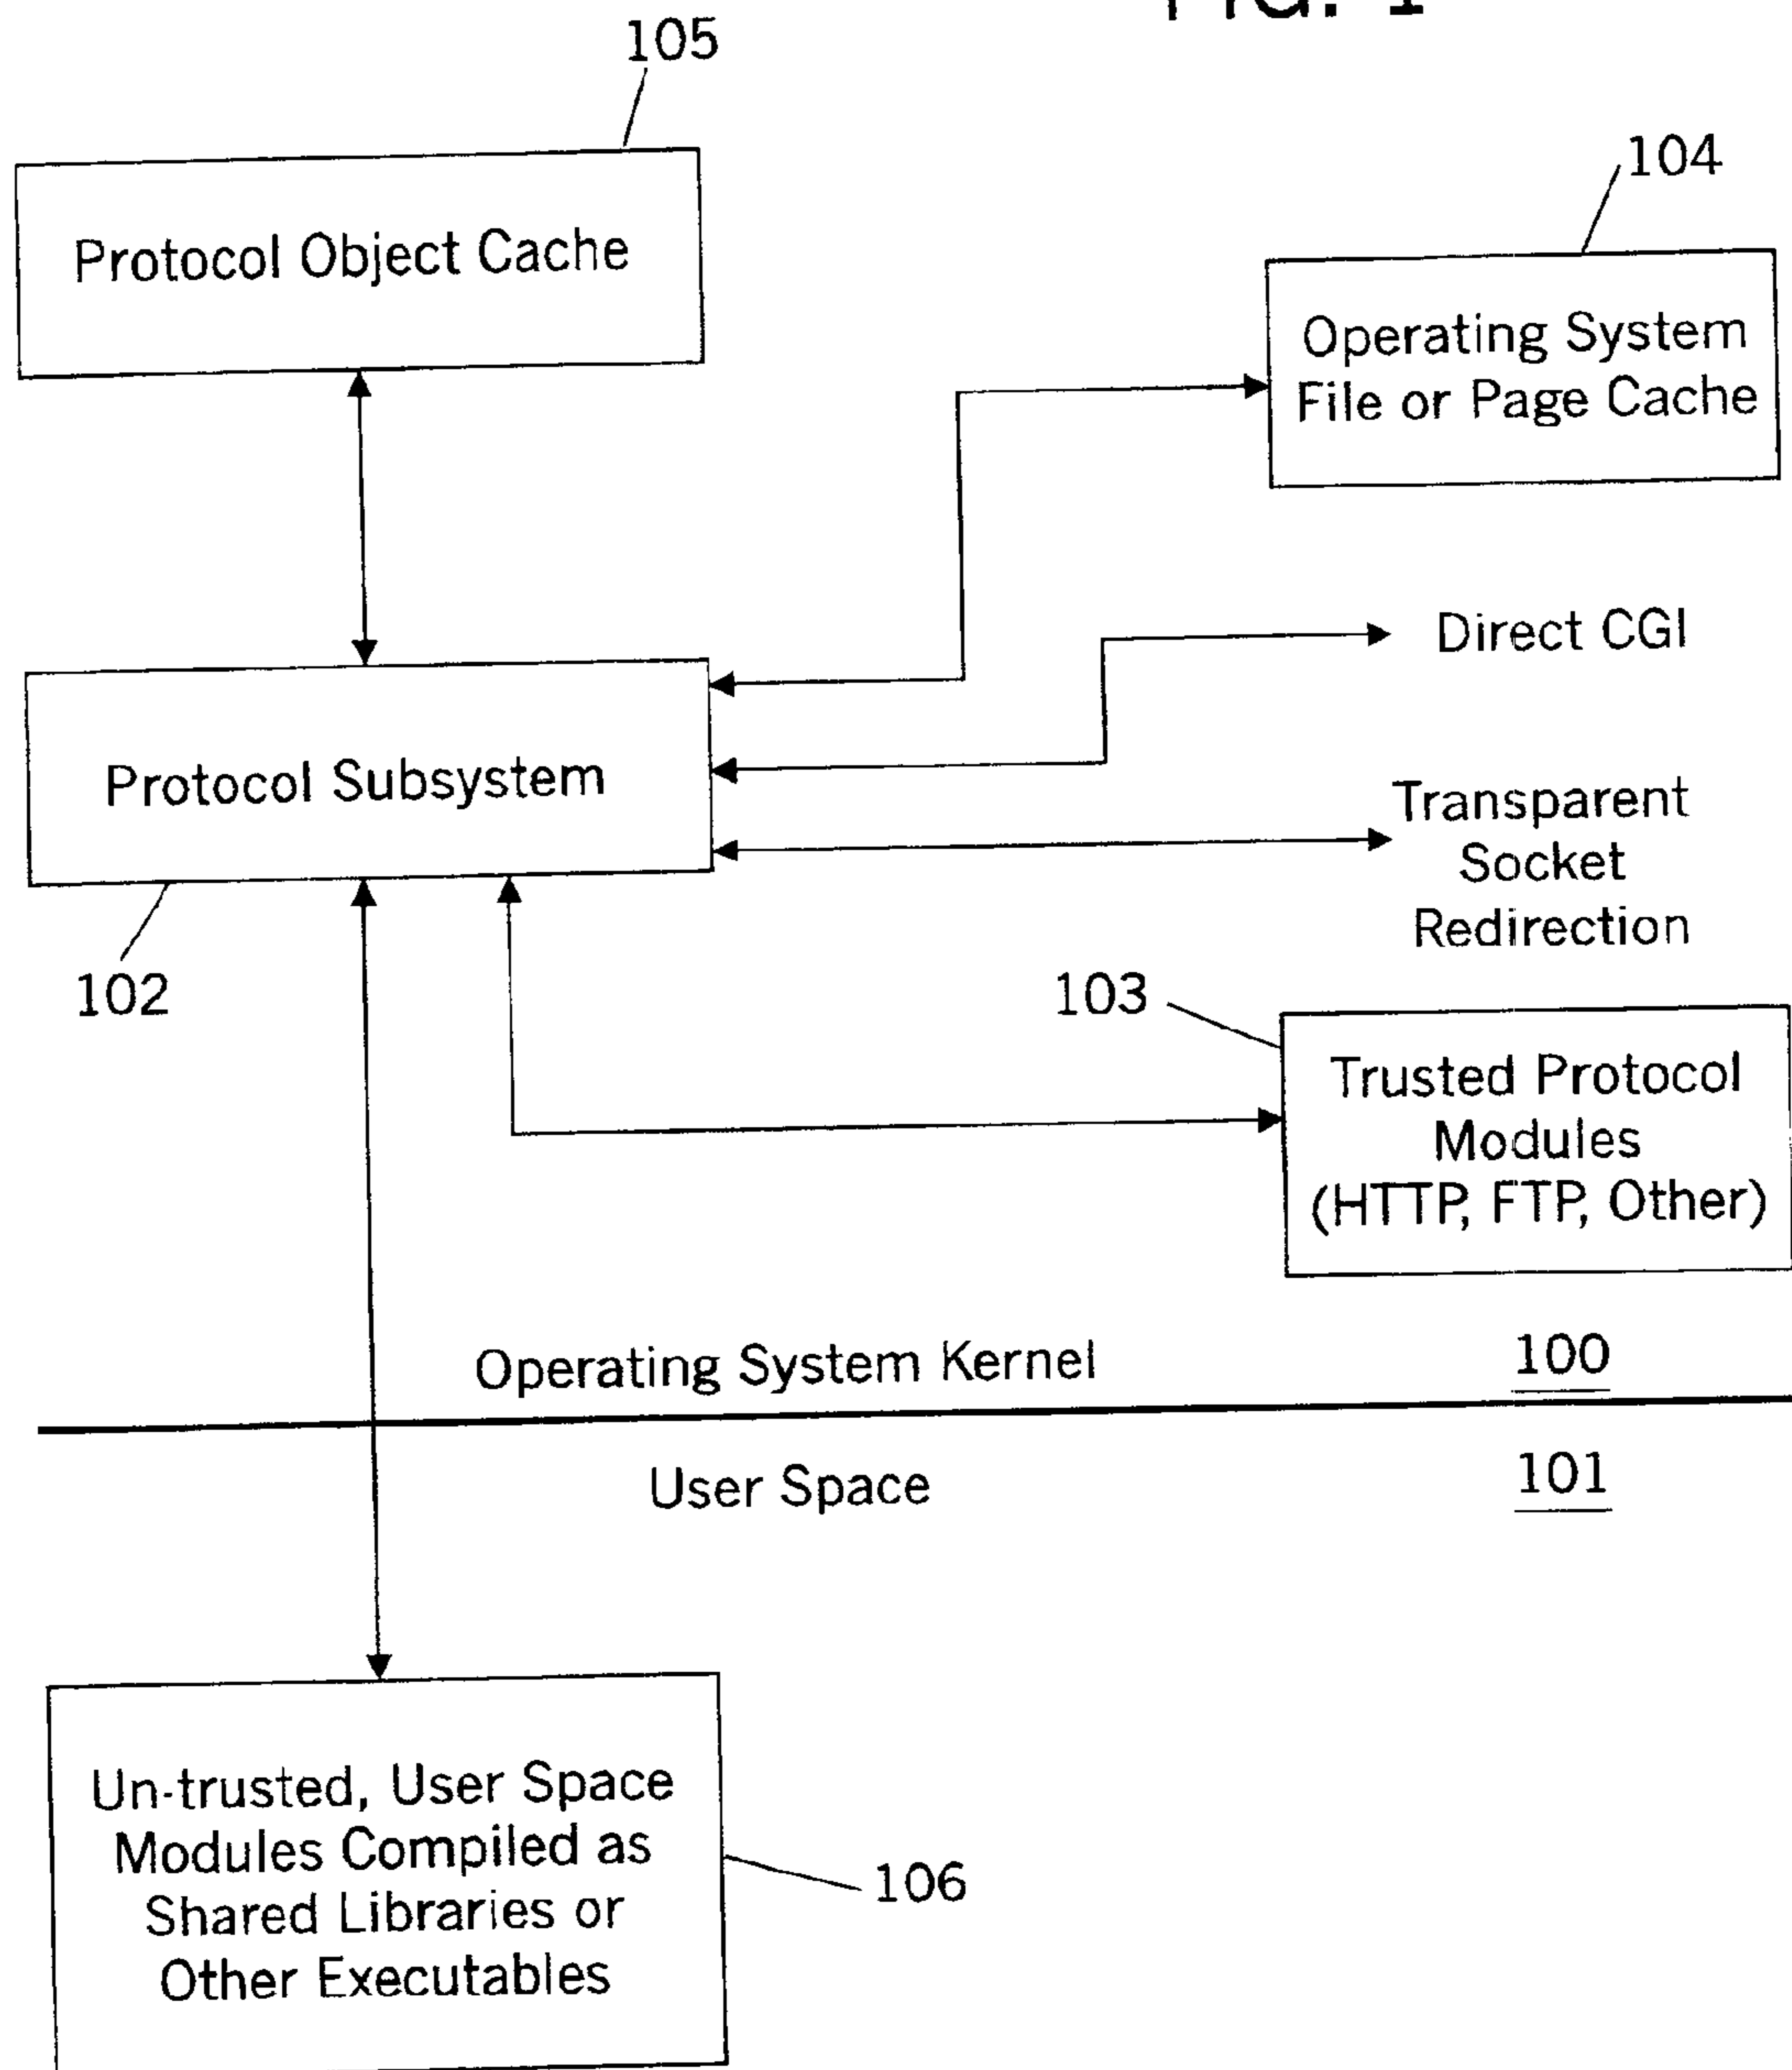 FIG. 1
105
104
Protocol Object Cache
Operating System
File or Page Cache
Direct CGI
Protocol Subsystem
Transparent
Socket
Redirection
102
103
Trusted Protocol
Modules
(HTTP, FTP, Other)
Operating System Kernel
100
User Space
101
Un-trusted, User Space
Modules Compiled as
Shared Libraries or
Other Executables
106